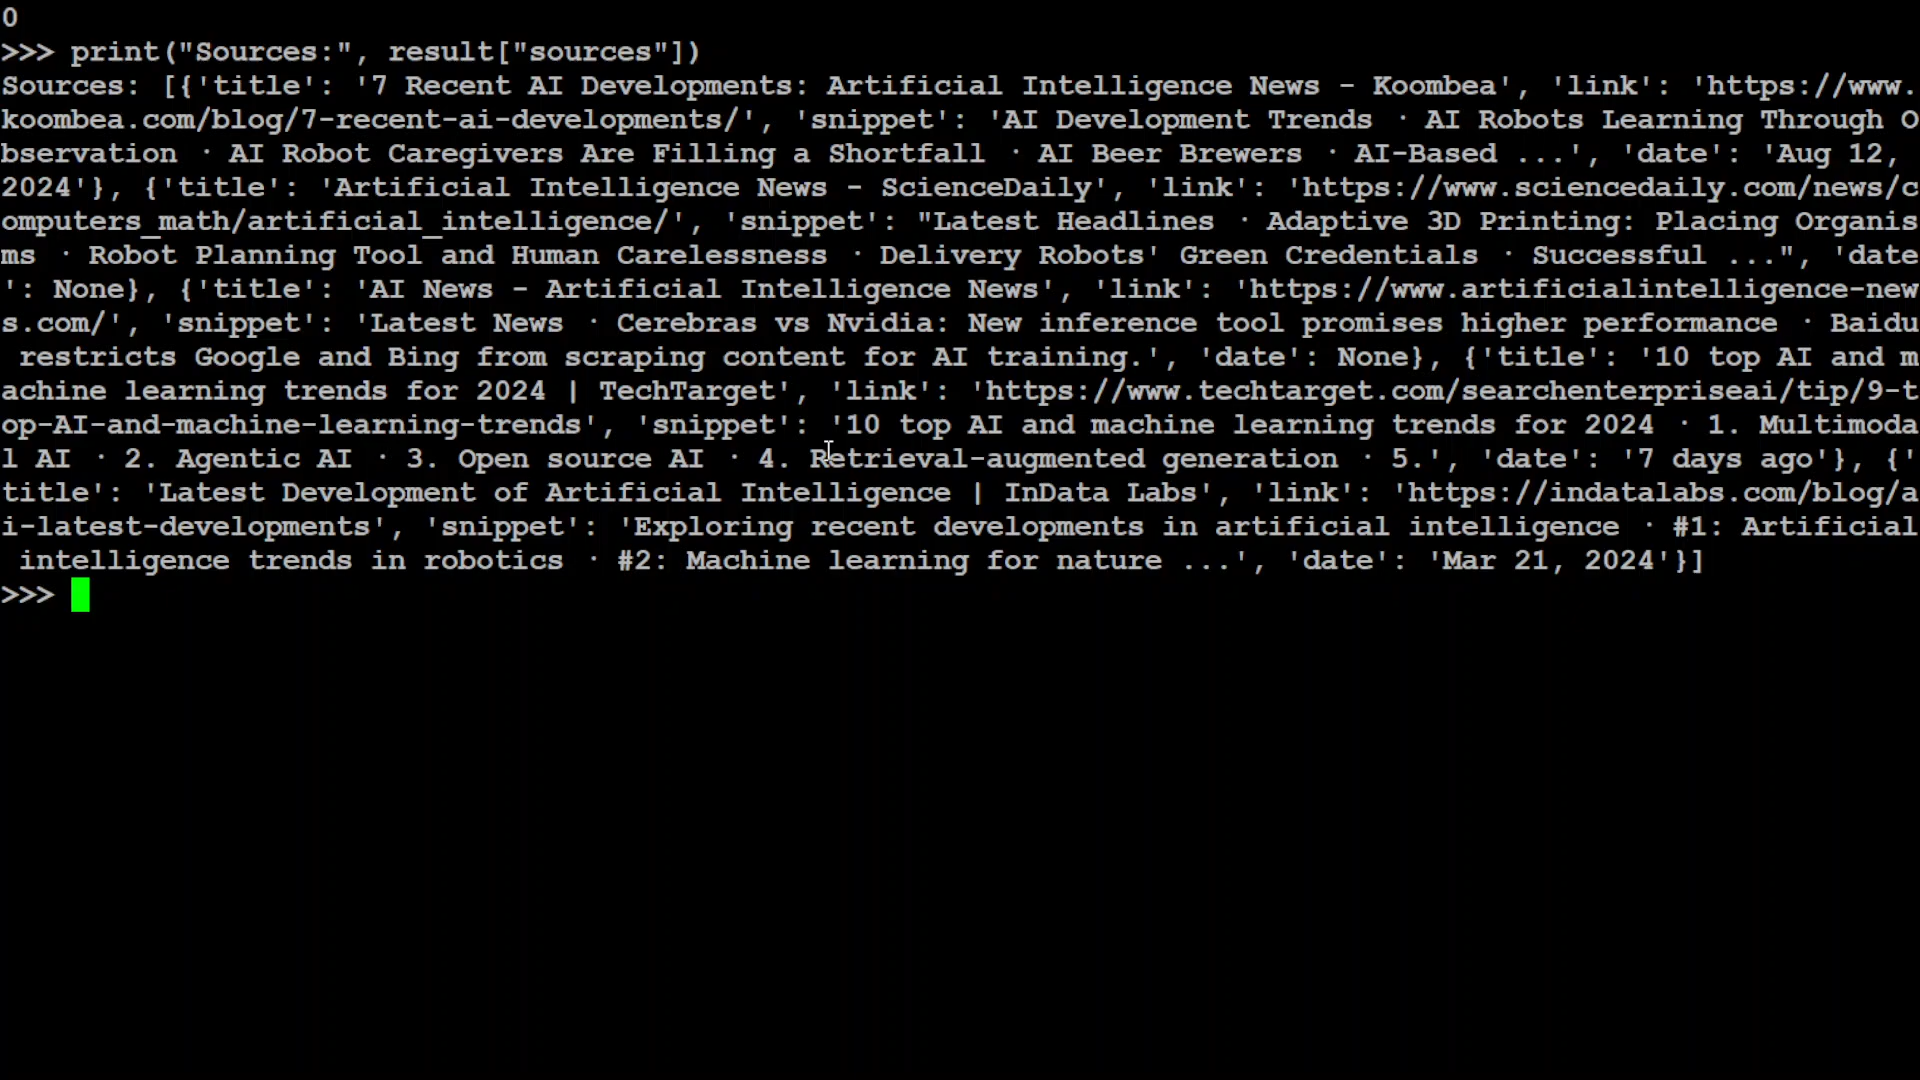 0
>>> print("Sources:", result["sources"])
Sources: [{'title': '7 Recent AI Developments: Artificial Intelligence News - Koombea', 'link': 'https://www.
koombea.com/blog/7-recent-ai-developments/', 'snippet': 'AI Development Trends · AI Robots Learning Through O
bservation · AI Robot Caregivers Are Filling a Shortfall · AI Beer Brewers · AI-Based ...', 'date': 'Aug 12,
2024'}, {'title': 'Artificial Intelligence News - ScienceDaily', 'link': 'https://www.sciencedaily.com/news/c
omputers_math/artificial_intelligence/', 'snippet': "Latest Headlines · Adaptive 3D Printing: Placing Organis
ms · Robot Planning Tool and Human Carelessness · Delivery Robots' Green Credentials · Successful ...", 'date
': None}, {'title': 'AI News - Artificial Intelligence News', 'link': 'https://www.artificialintelligence-new
s.com/', 'snippet': 'Latest News · Cerebras vs Nvidia: New inference tool promises higher performance · Baidu
 restricts Google and Bing from scraping content for AI training.', 'date': None}, {'title': '10 top AI and m
achine learning trends for 2024 | TechTarget', 'link': 'https://www.techtarget.com/searchenterpriseai/tip/9-t
op-AI-and-machine-learning-trends', 'snippet': '10 top AI and machine learning trends for 2024 · 1. Multimoda
l AI · 2. Agentic AI · 3. Open source AI · 4. Retrieval-augmented generation · 5.', 'date': '7 days ago'}, {'
title': 'Latest Development of Artificial Intelligence | InData Labs', 'link': 'https://indatalabs.com/blog/a
i-latest-developments', 'snippet': 'Exploring recent developments in artificial intelligence · #1: Artificial
 intelligence trends in robotics · #2: Machine learning for nature ...', 'date': 'Mar 21, 2024'}]
>>>